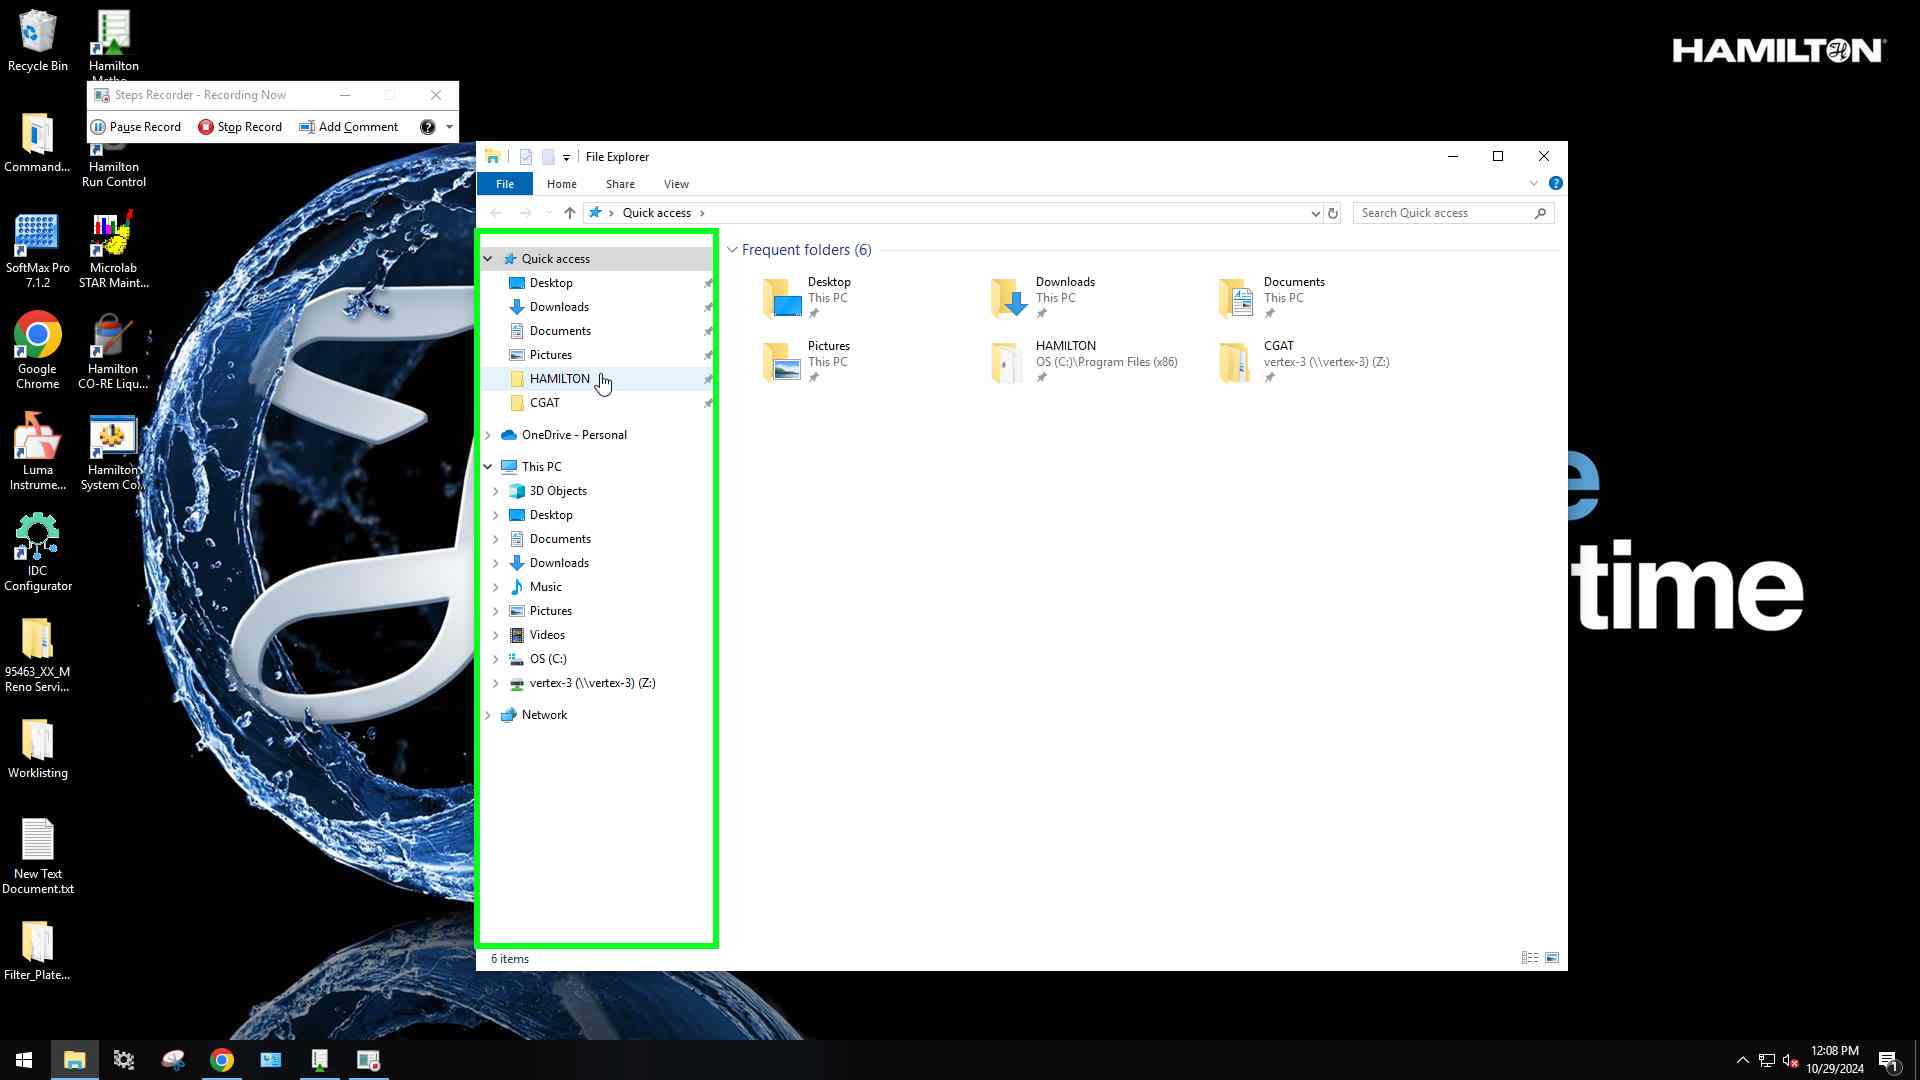 Recycle Bin
Hamilton
Steps Recorder - Recording Now
Pause Record
Stop Record
Add Comment
Command...
Hamilton
Run Control
SoftMax Pro
7.1.2
Microlab
STAR Maint...
Google
Chrome
Hamilton
CO-RE Liqu...
Luma
Instrume...
Hamilton
System Co...
IDC
Configurator
95463_XX_M
Reno Servi...
Worklisting
New Text
Document.txt
Filter_Plate...
HAMILTON
File Explorer
File
Home
Share
View
Quick access
Search Quick access
Quick access
Desktop
Downloads
Documents
Pictures
HAMILTON
CGAT
OneDrive - Personal
This PC
3D Objects
Desktop
Documents
Downloads
Music
Pictures
Videos
OS (C:)
vertex-3 (\\vertex-3) (Z:)
Network
Frequent folders (6)
Desktop
This PC
Downloads
This PC
Documents
This PC
Pictures
This PC
HAMILTON
OS (C:)\Program Files (x86)
CGAT
vertex-3 (\\vertex-3) (Z:)
6 items
time
12:08 PM
10/29/2024
1